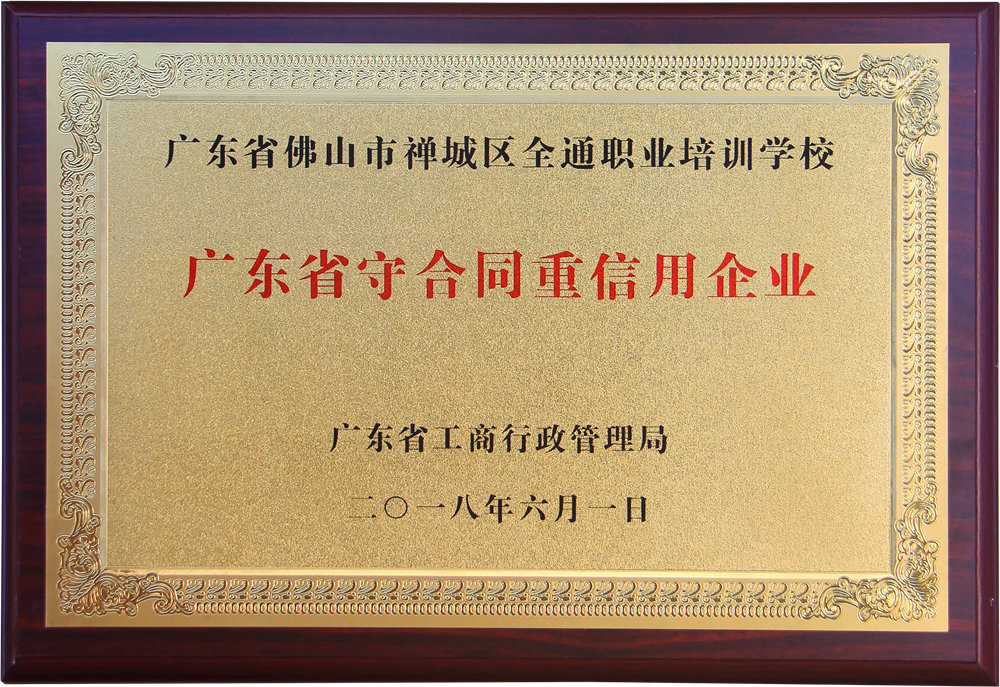 广东省佛山市禅城区全通职业培训学校
广东省守合同重信用企业
广东省工商行政管理局
二〇一八年六月一日